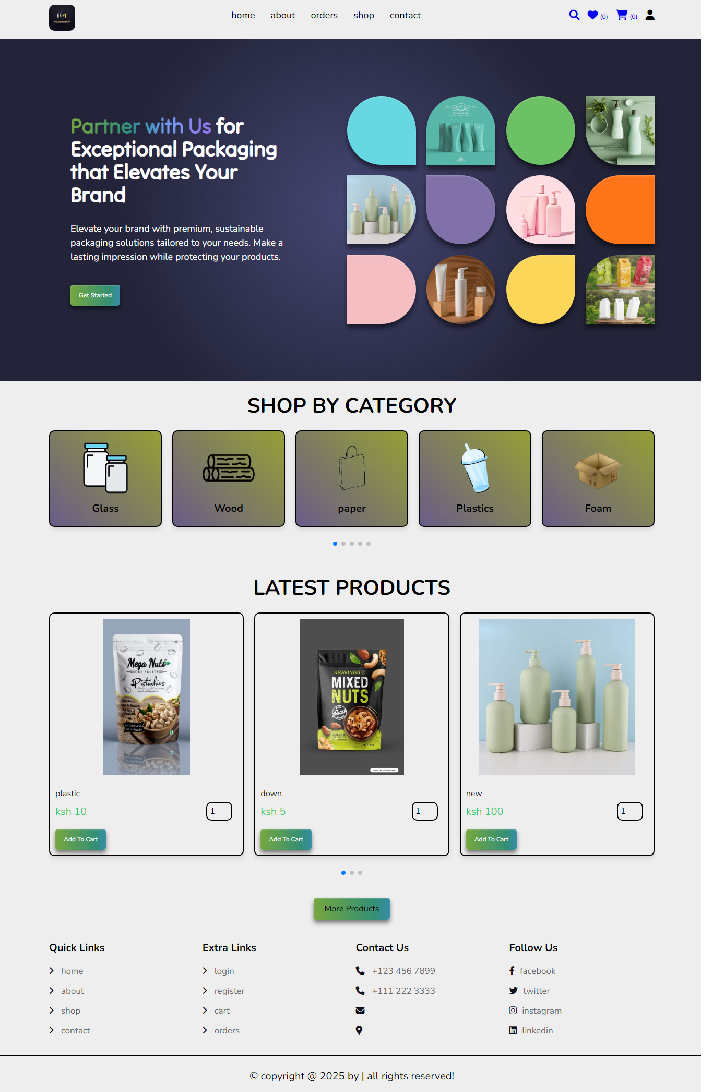 home about orders shop contact
(0) (0)
Partner with Us for
Exceptional Packaging
that Elevates Your
Brand
Elevate your brand with premium, sustainable
packaging solutions tailored to your needs. Make a
lasting impression while protecting your products.
Get Started
SHOP BY CATEGORY
Glass Wood paper Plastics Foam
LATEST PRODUCTS
Mega Nuts
Pistachios
MIXED
NUTS
plastic down new
ksh 10 1 ksh 5 1 ksh 100 1
Add To Cart Add To Cart Add To Cart
More Products
Quick Links Extra Links Contact Us Follow Us
home login +123 456 7899 facebook
about register +111 222 3333 twitter
shop cart instagram
contact orders linkedin
© copyright @ 2025 by | all rights reserved!